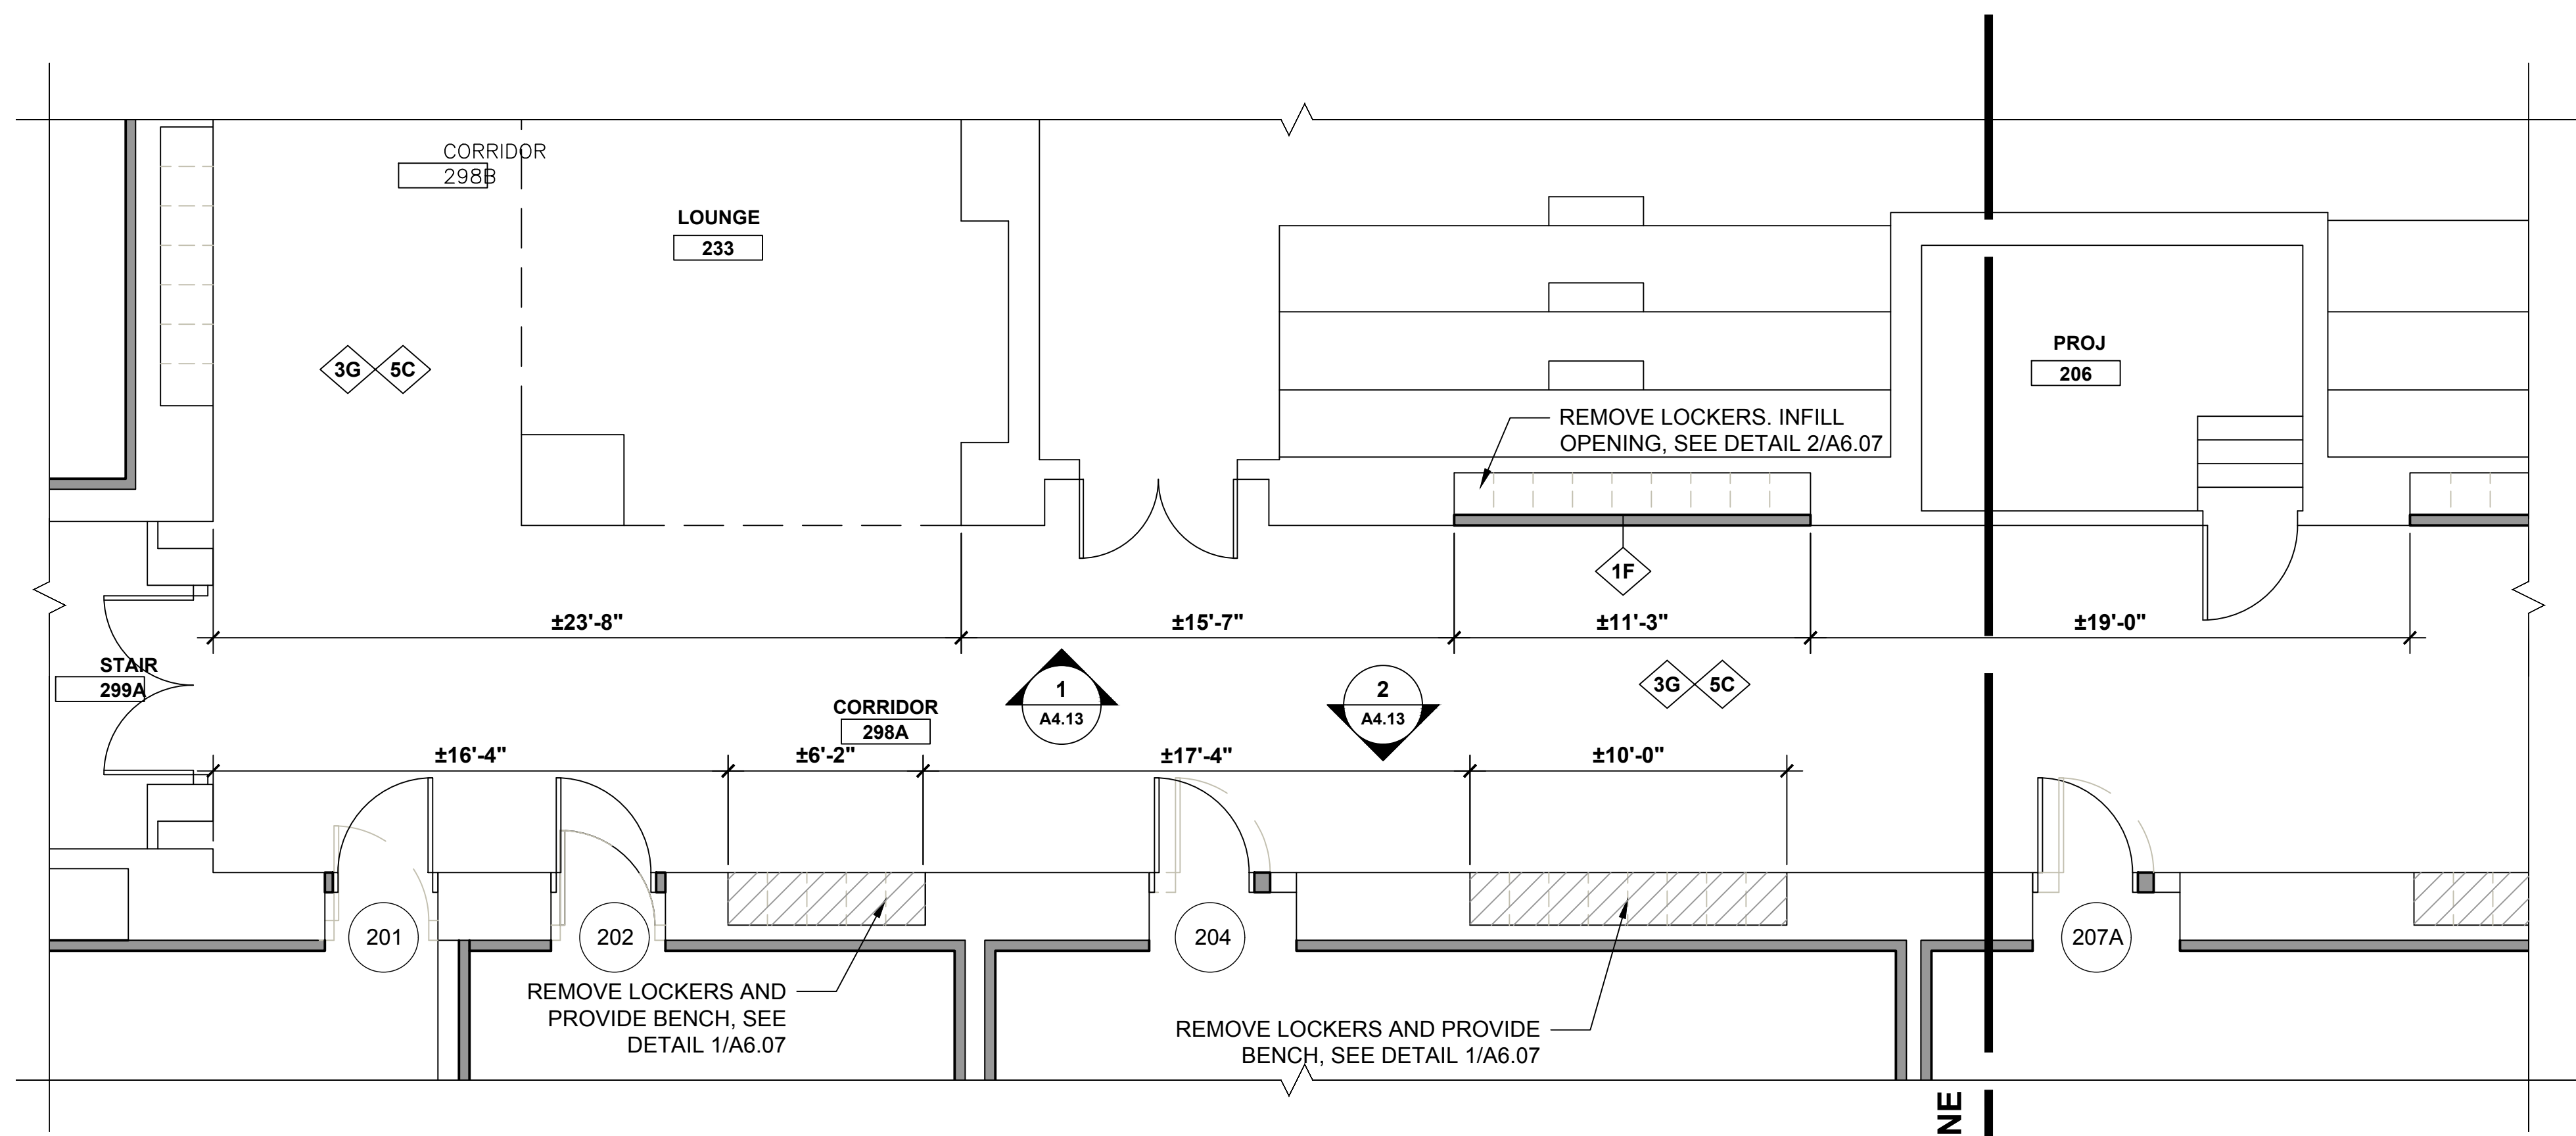 CORRIDOR
298B
LOUNGE
233
PROJ
206
3G
5C
REMOVE LOCKERS. INFILL
OPENING, SEE DETAIL 2/A6.07
1F
±23'-8"
±15'-7"
±11'-3"
±19'-0"
STAIR
299A
1
A4.13
2
A4.13
3G
5C
CORRIDOR
298A
±16'-4"
±6'-2"
±17'-4"
±10'-0"
201
202
204
207A
REMOVE LOCKERS AND
PROVIDE BENCH, SEE
DETAIL 1/A6.07
REMOVE LOCKERS AND PROVIDE
BENCH, SEE DETAIL 1/A6.07
NE